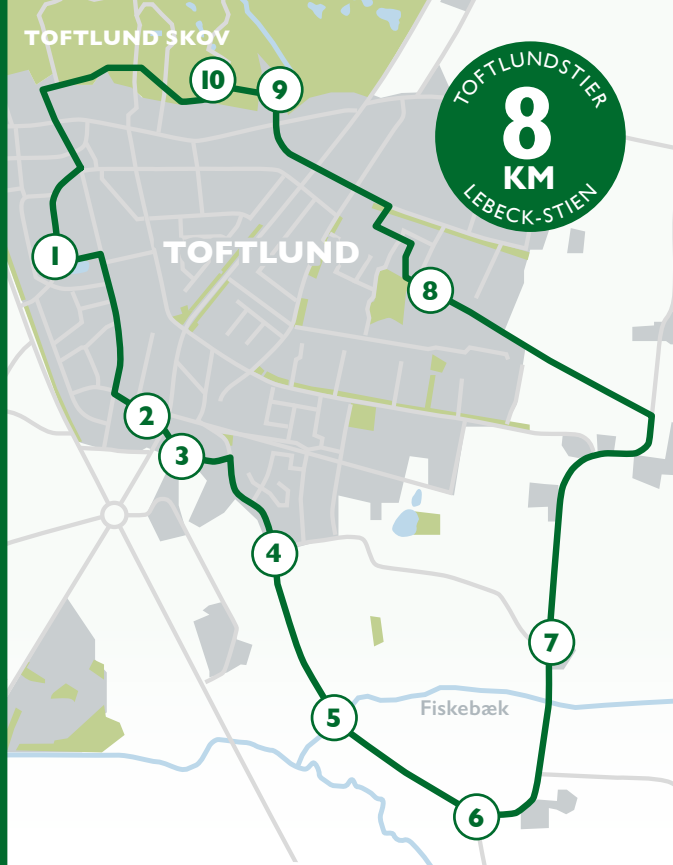 TOFTLUND SKOV
TOFTLUNDSTIER
8
KM
LEBECK-STIEN
10
9
TOFTLUND
1
8
2
3
4
7
5
Fiskebæk
6